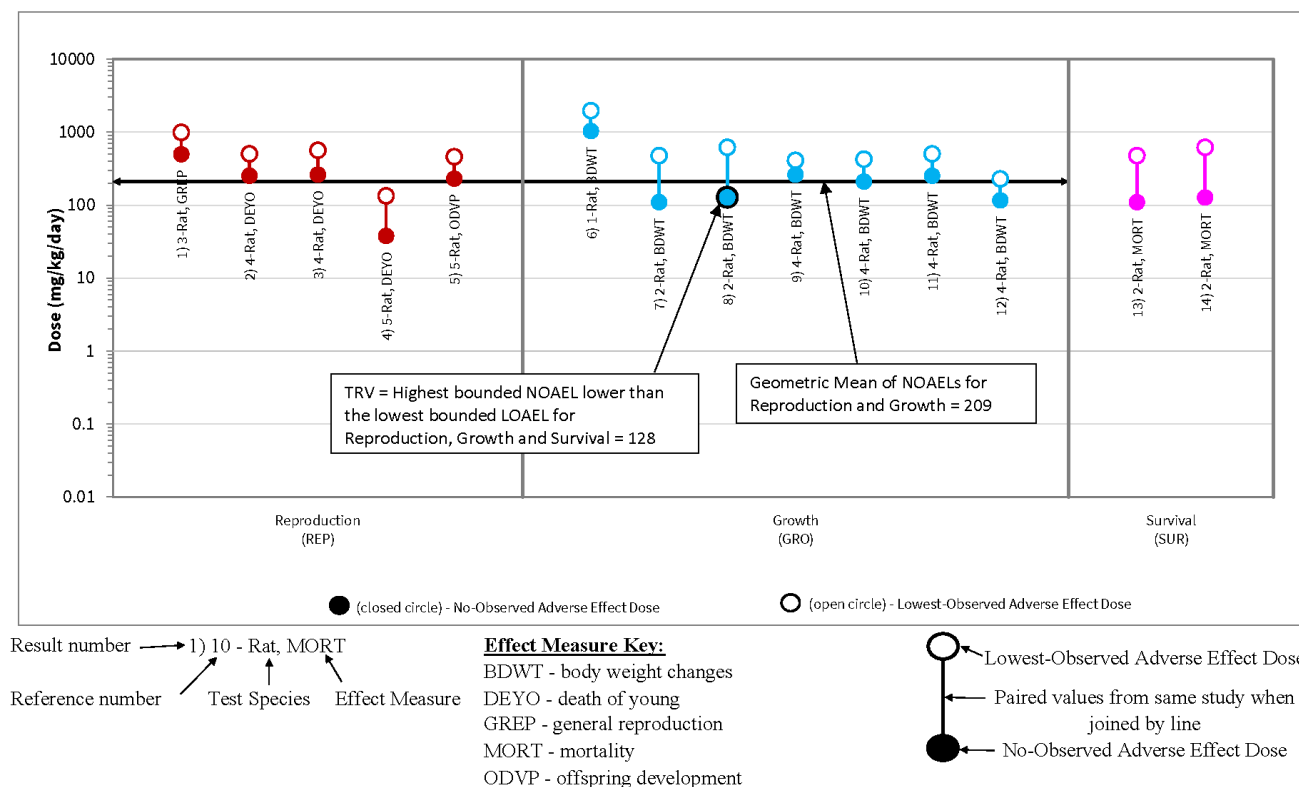 10000
1000
100
10
1
0.1
0.01
Dose (mg/kg/day)
1) 3-Rat, GREP
2) 4-Rat, DEYO
3) 4-Rat, DEYO
4) 5-Rat, DEYO
5) 5-Rat, ODVP
6) 1-Rat, BDWT
7) 2-Rat, BDWT
8) 2-Rat, BDWT
9) 4-Rat, BDWT
10) 4-Rat, BDWT
11) 4-Rat, BDWT
12) 4-Rat, BDWT
13) 2-Rat, MORT
14) 2-Rat, MORT
TRV = Highest bounded NOAEL lower than
the lowest bounded LOAEL for
Reproduction, Growth and Survival = 128
Geometric Mean of NOAELs for
Reproduction and Growth = 209
Reproduction
(REP)
Growth
(GRO)
Survival
(SUR)
(closed circle) - No-Observed Adverse Effect Dose
(open circle) - Lowest-Observed Adverse Effect Dose
Result number
1) 10 - Rat, MORT
Reference number
Test Species
Effect Measure
Effect Measure Key:
BDWT - body weight changes
DEYO - death of young
GREP - general reproduction
MORT - mortality
ODVP - offspring development
Lowest-Observed Adverse Effect Dose
Paired values from same study when
joined by line
No-Observed Adverse Effect Dose